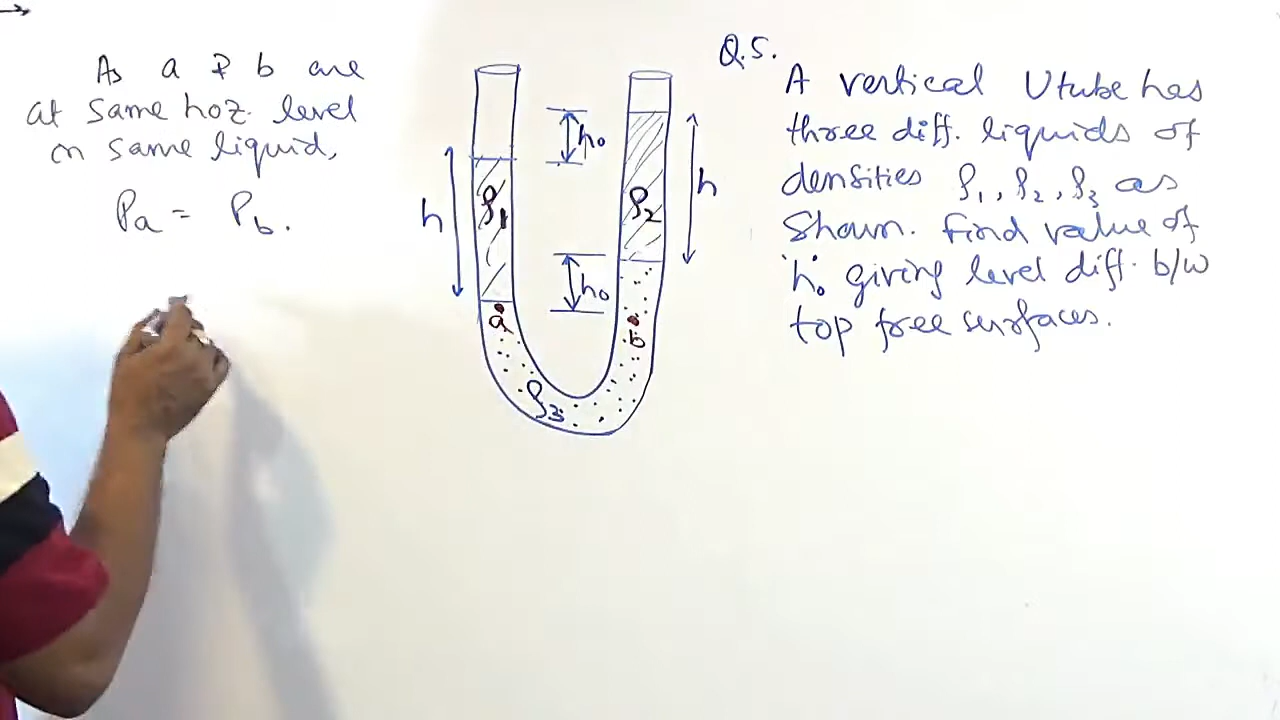 As a & b are
at same hoz. level
in same liquid,
Pa = Pb.
h
ρ1
a
ρ3
h₀
h₀
ρ2
b
h
Q.5.
A vertical U tube has
three diff. liquids of
densities ρ1, ρ2, ρ3 as
Shown. Find value of
'h₀' giving level diff. b/w
top free surfaces.